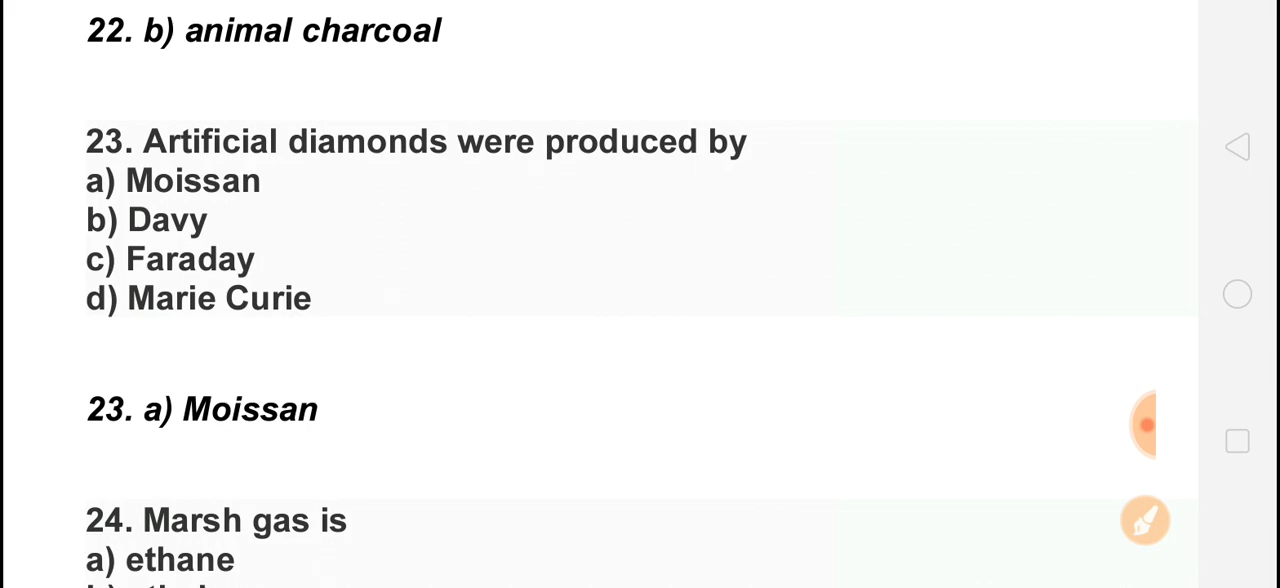 22. b) animal charcoal
23. Artificial diamonds were produced by
a) Moissan
b) Davy
c) Faraday
d) Marie Curie
23. a) Moissan
24. Marsh gas is
a) ethane